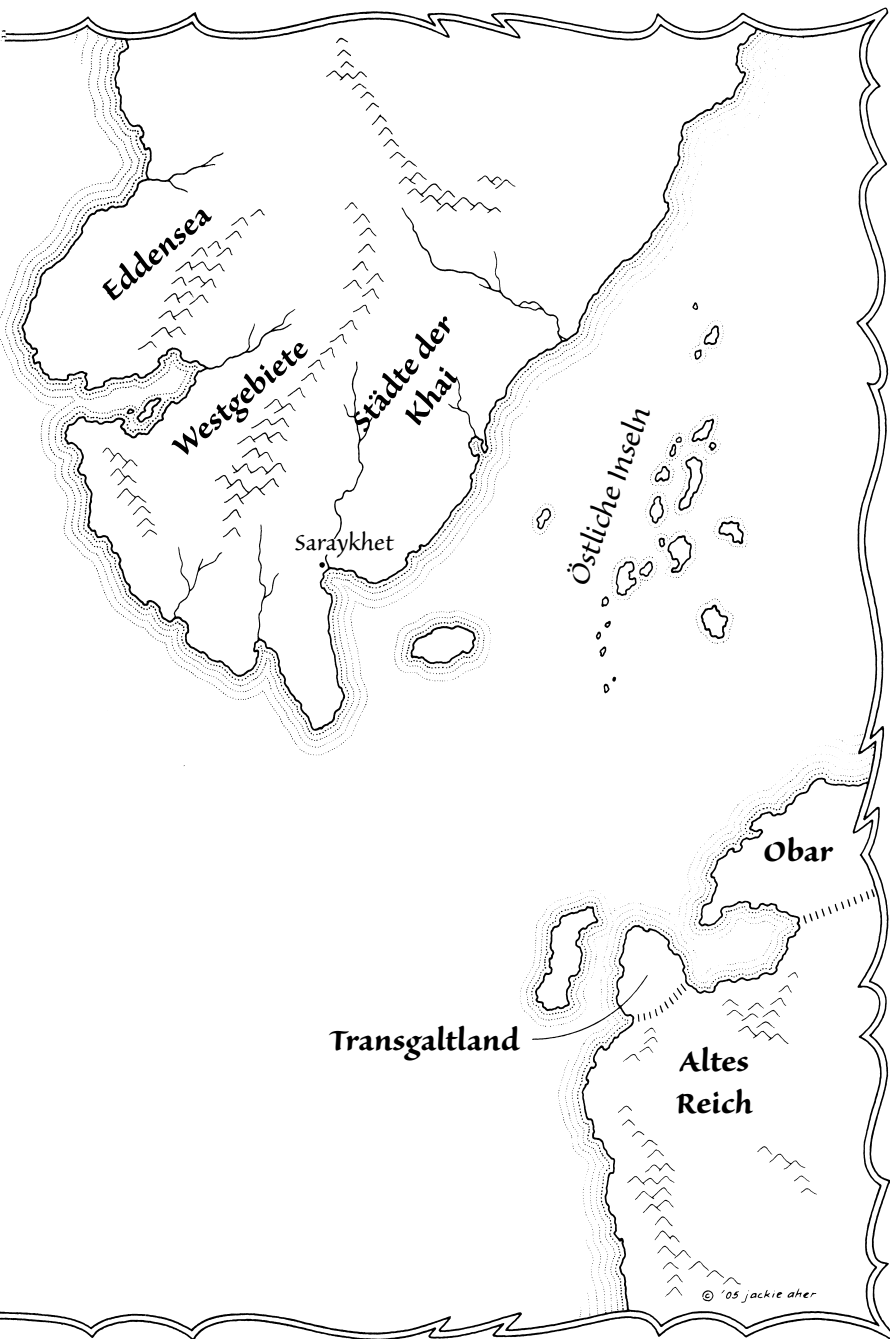 Eddensea
Westgebiete
Städte der
Khai
Östliche Inseln
Saraykhet
Obar
Transgaltland
Altes
Reich
© '05 jackie aher